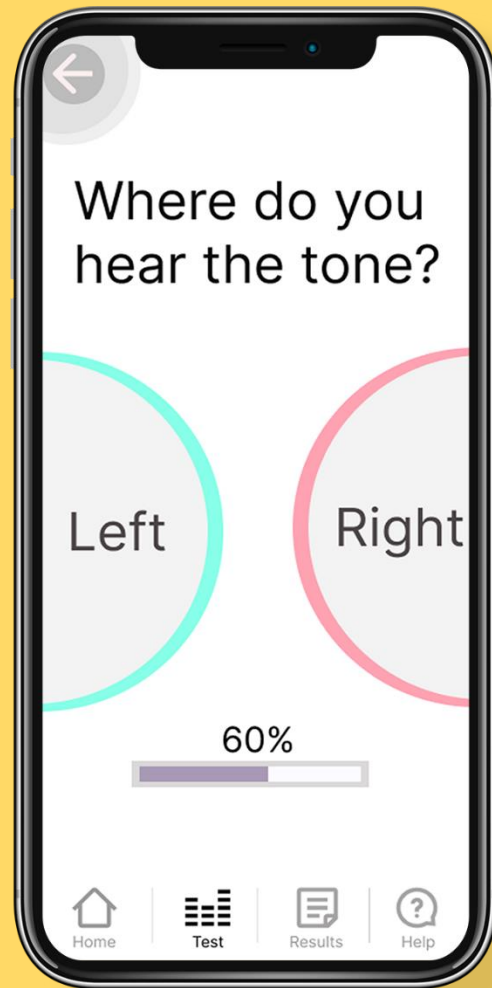 Where do you
hear the tone?
Left
Right
60%
Home
Test
Results
Help